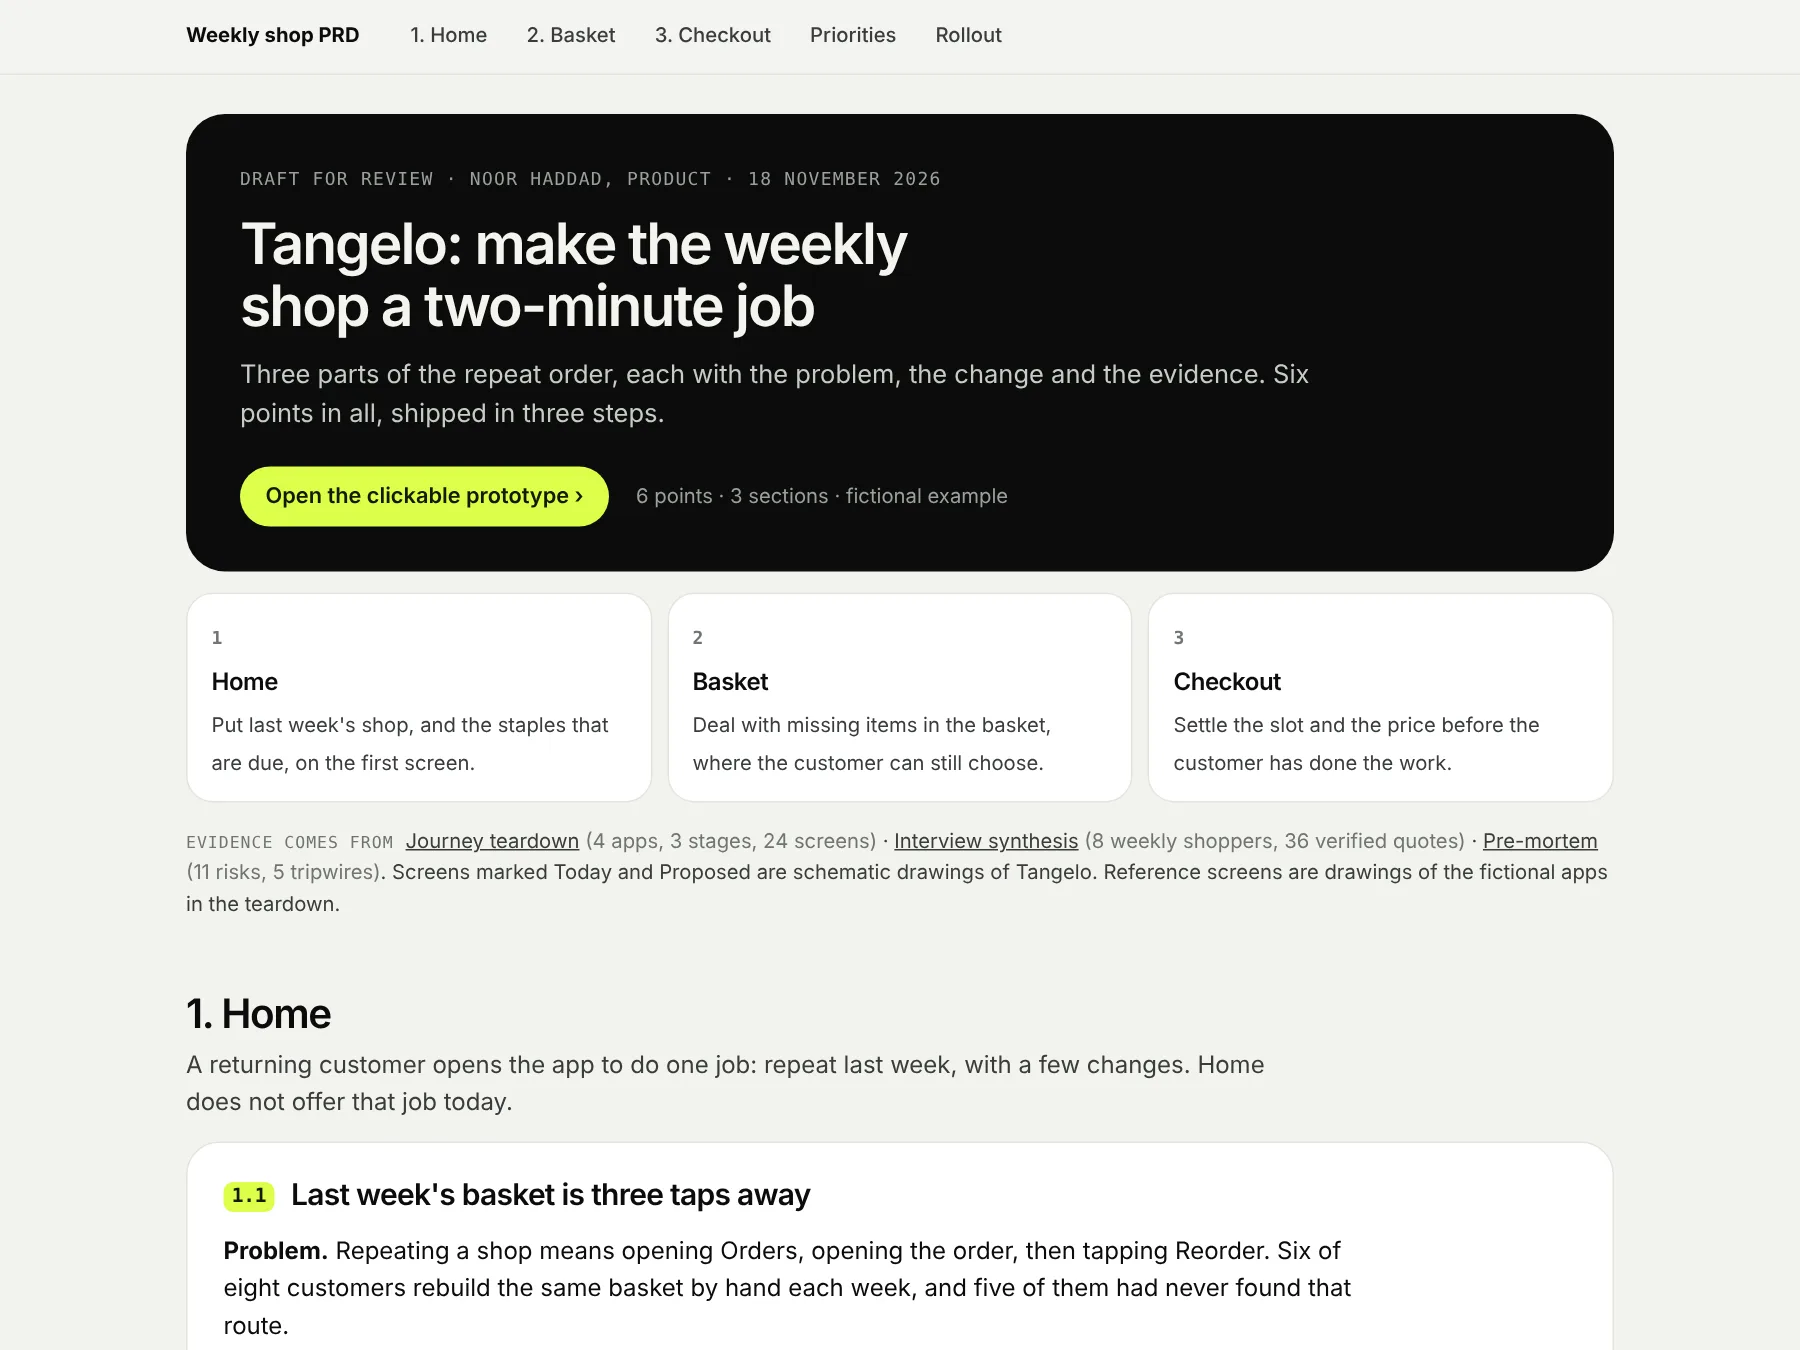 Weekly shop PRD 1. Home 2. Basket 3. Checkout Priorities Rollout
DRAFT FOR REVIEW · NOOR HADDAD, PRODUCT · 18 NOVEMBER 2026
Tangelo: make the weekly
shop a two-minute job
Three parts of the repeat order, each with the problem, the change and the evidence. Six
points in all, shipped in three steps.
Open the clickable prototype ›
6 points · 3 sections · fictional example
1
Home
Put last week's shop, and the staples that
are due, on the first screen.
2
Basket
Deal with missing items in the basket,
where the customer can still choose.
3
Checkout
Settle the slot and the price before the
customer has done the work.
EVIDENCE COMES FROM Journey teardown (4 apps, 3 stages, 24 screens) · Interview synthesis (8 weekly shoppers, 36 verified quotes) · Pre-mortem
(11 risks, 5 tripwires). Screens marked Today and Proposed are schematic drawings of Tangelo. Reference screens are drawings of the fictional apps
in the teardown.
1. Home
A returning customer opens the app to do one job: repeat last week, with a few changes. Home
does not offer that job today.
1.1 Last week's basket is three taps away
Problem. Repeating a shop means opening Orders, opening the order, then tapping Reorder. Six of
eight customers rebuild the same basket by hand each week, and five of them had never found that
route.